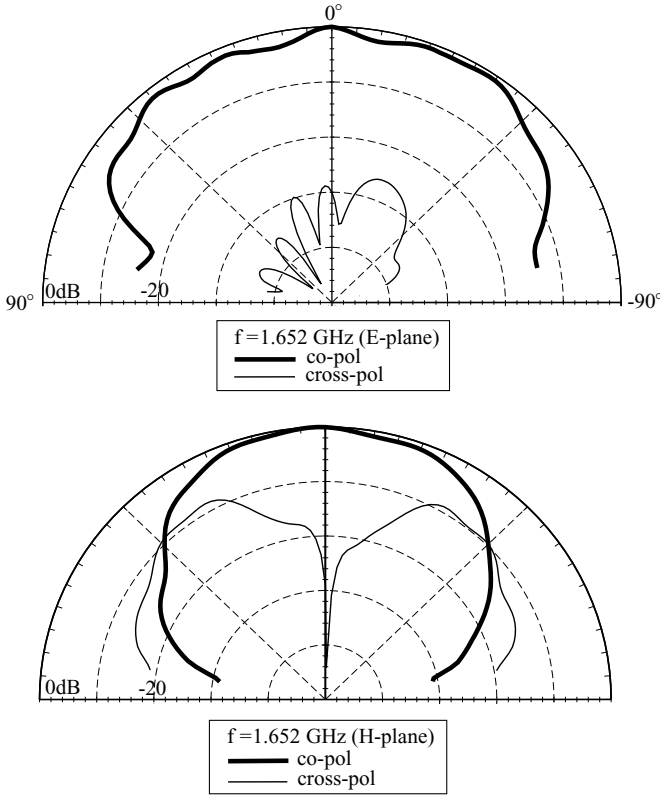 0°
90°
0dB
-20
-90°
f =1.652 GHz (E-plane)
co-pol
cross-pol
0dB
-20
f =1.652 GHz (H-plane)
co-pol
cross-pol